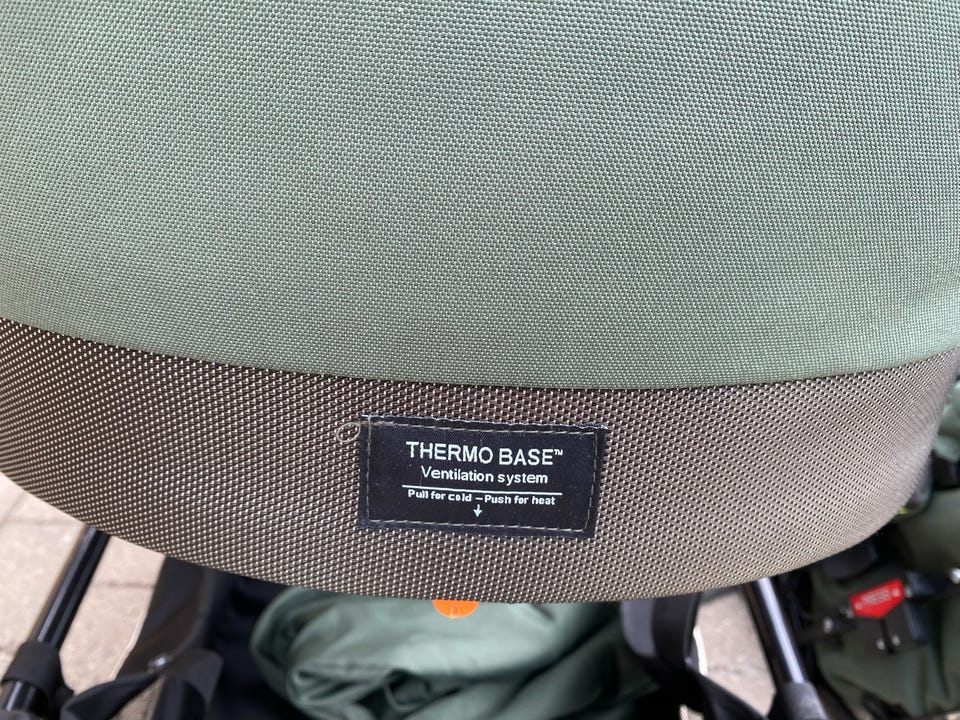 THERMO BASE™
Ventilation system
Pull for cold – Push for heat